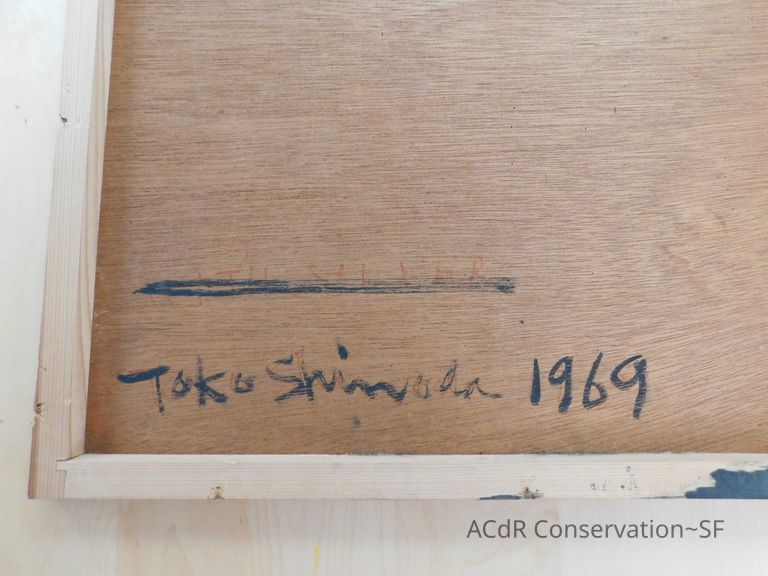 Toko Shinoda 1969
ACdR Conservation~SF